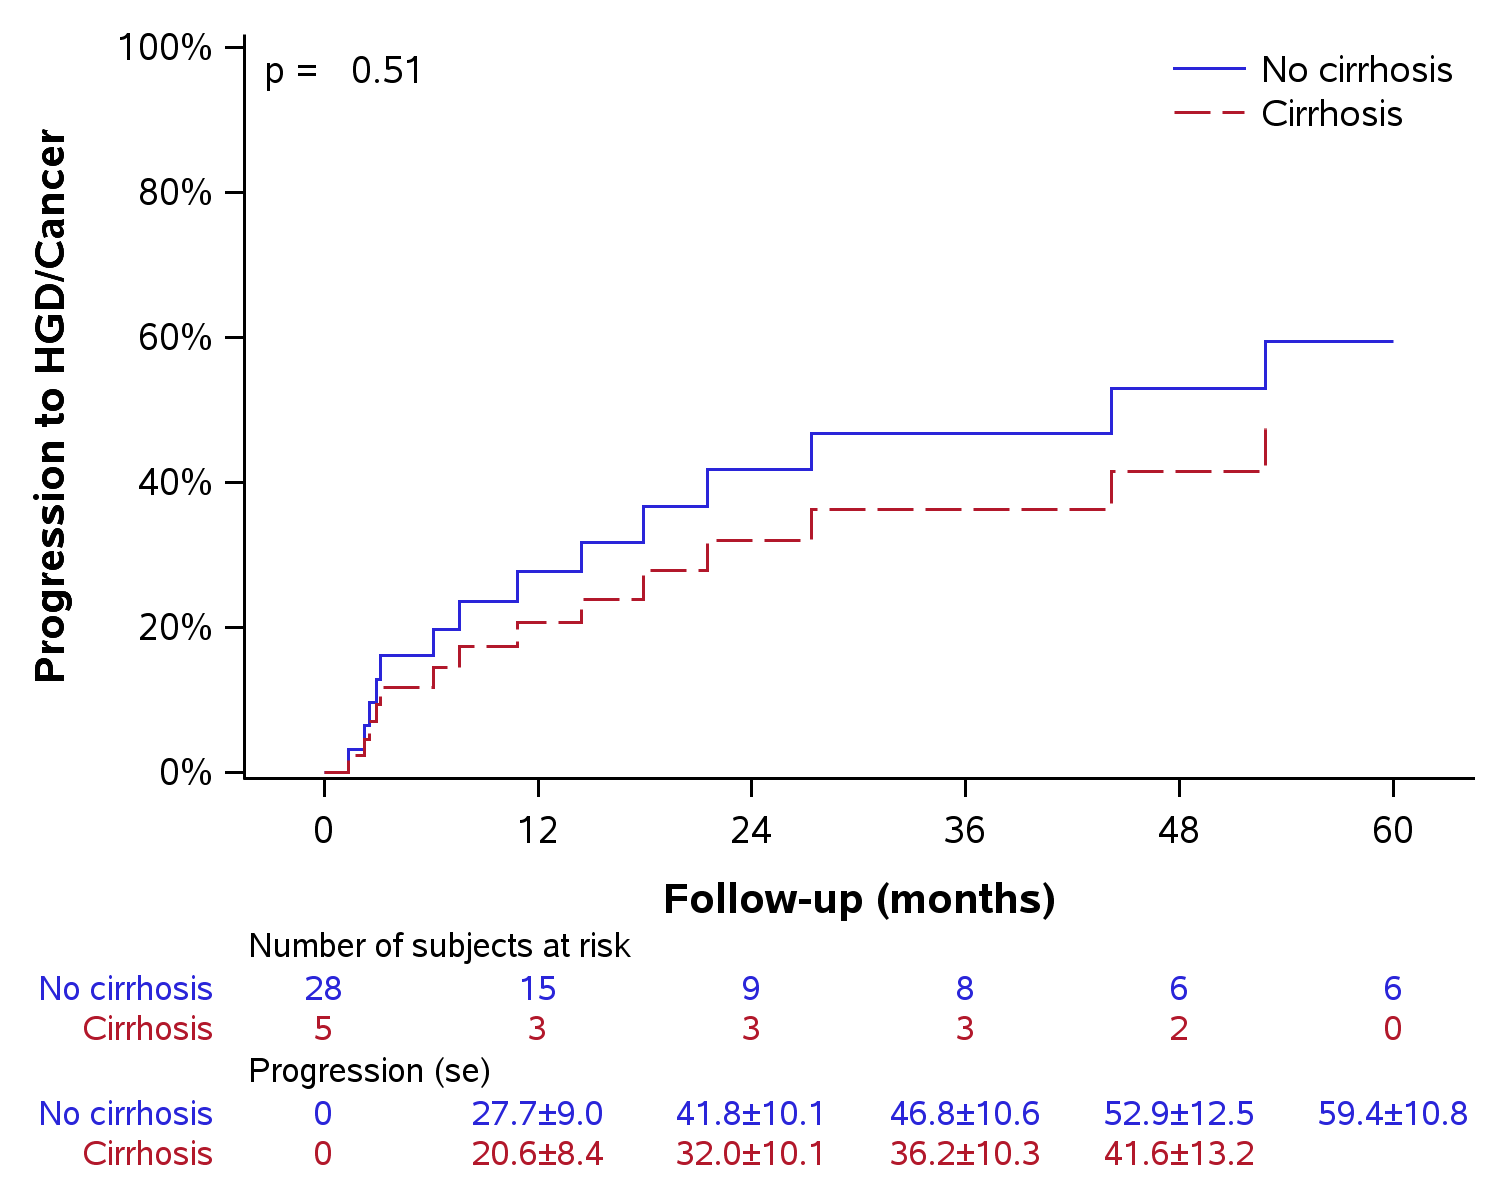 100%
p = 0.51
No cirrhosis
Cirrhosis
80%
60%
40%
20%
0%
Progression to HGD/Cancer
0 12 24 36 48 60
Follow-up (months)
Number of subjects at risk
No cirrhosis 28 15 9 8 6 6
Cirrhosis 5 3 3 3 2 0
Progression (se)
No cirrhosis 0 27.7±9.0 41.8±10.1 46.8±10.6 52.9±12.5 59.4±10.8
Cirrhosis 0 20.6±8.4 32.0±10.1 36.2±10.3 41.6±13.2